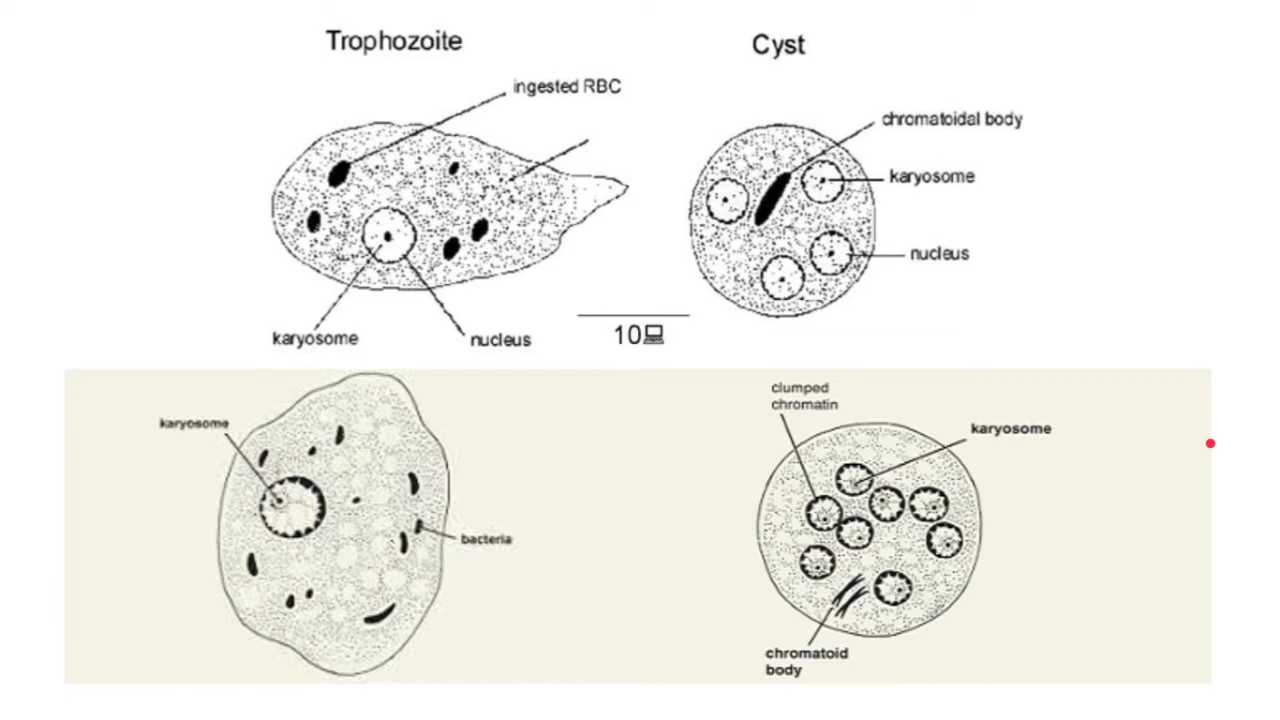 Trophozoite
Cyst
ingested RBC
chromatoidal body
karyosome
nucleus
karyosome
nucleus
10
clumped
chromatin
karyosome
karyosome
bacteria
chromatoid
body